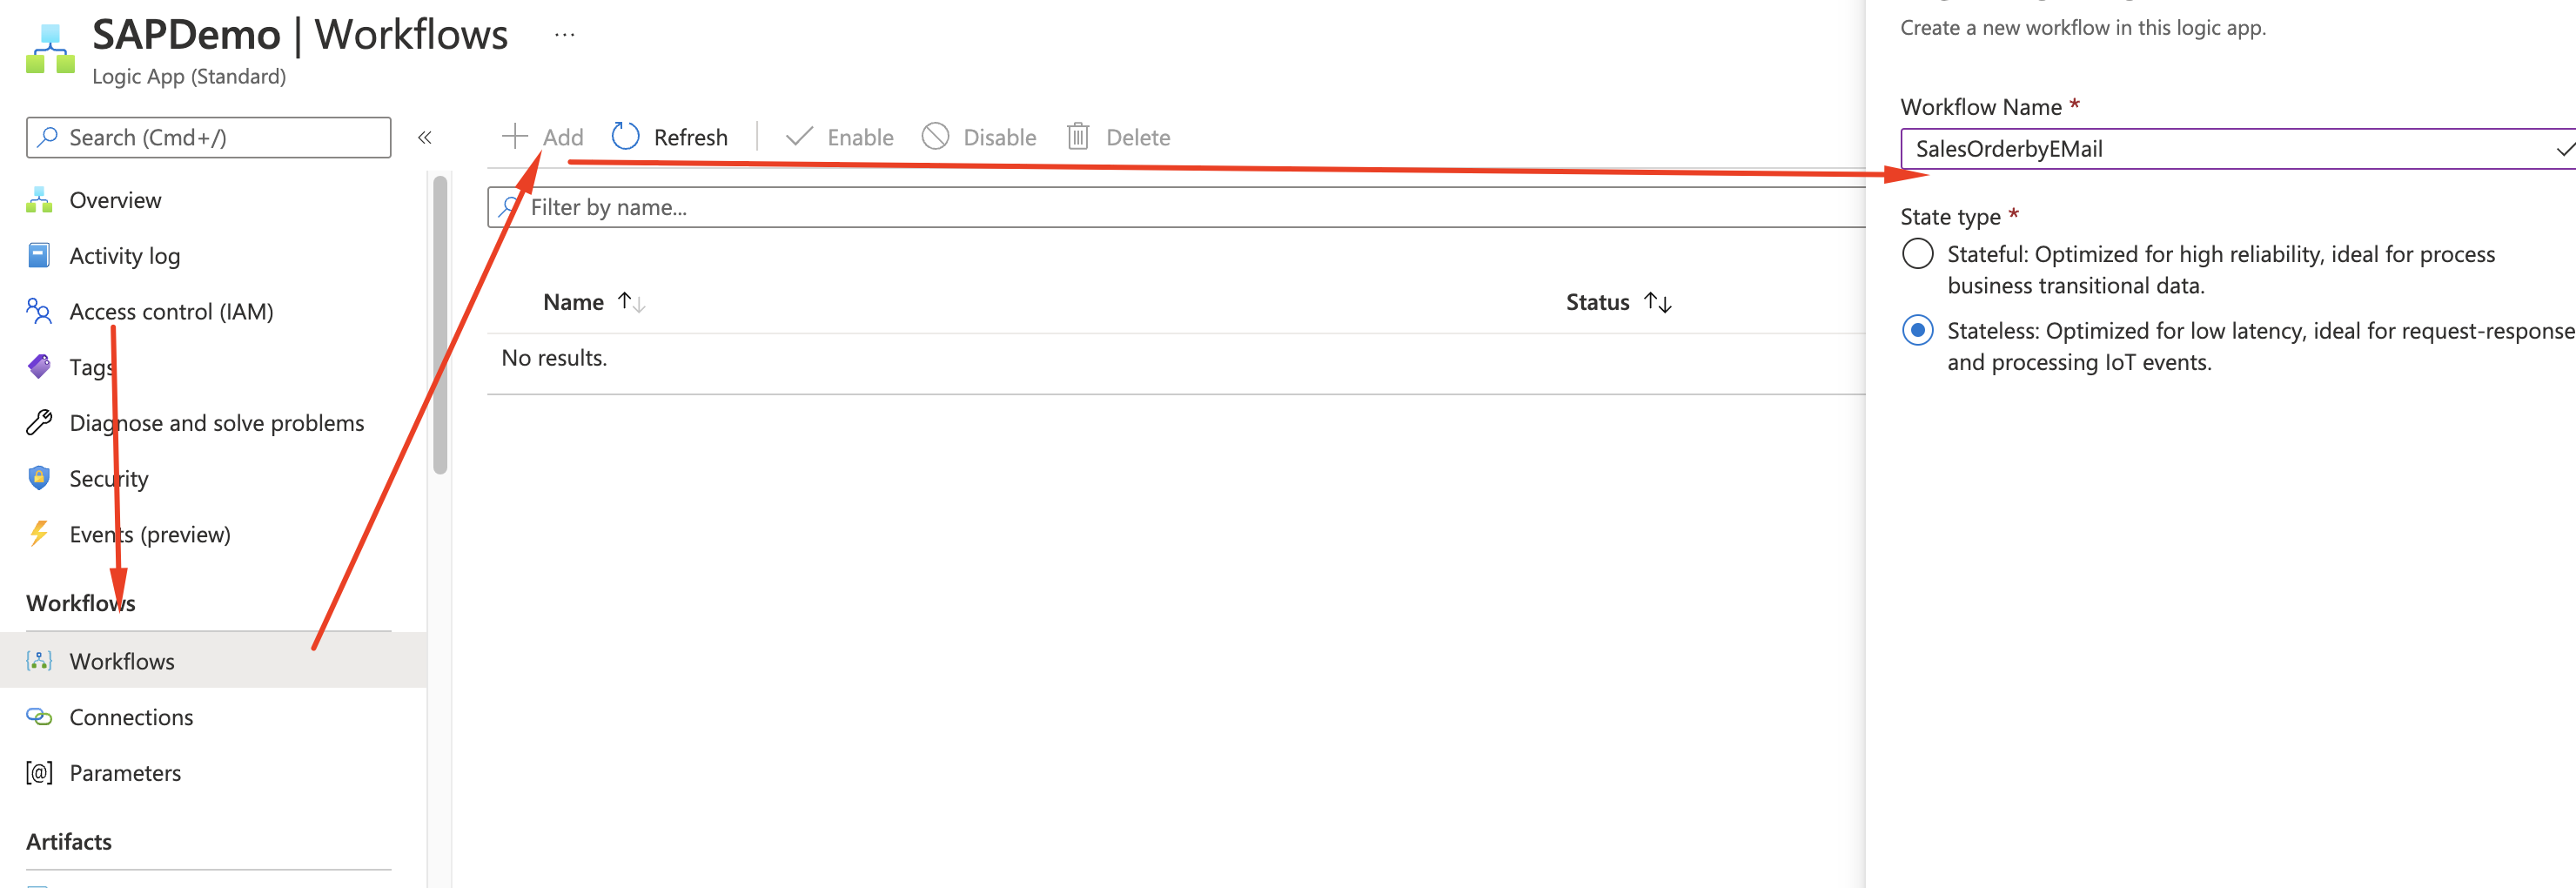 SAPDemo | Workflows ...
Logic App (Standard)
Search (Cmd+/)
«
Overview
Activity log
Access control (IAM)
Tags
Diagnose and solve problems
Security
Events (preview)
Workflows
Workflows
Connections
[@] Parameters
Artifacts
Add Refresh Enable Disable Delete
Filter by name...
Name ↑↓ Status ↑↓
No results.
Create a new workflow in this logic app.
Workflow Name *
SalesOrderbyEMail
State type *
Stateful: Optimized for high reliability, ideal for process
business transitional data.
Stateless: Optimized for low latency, ideal for request-response
and processing IoT events.